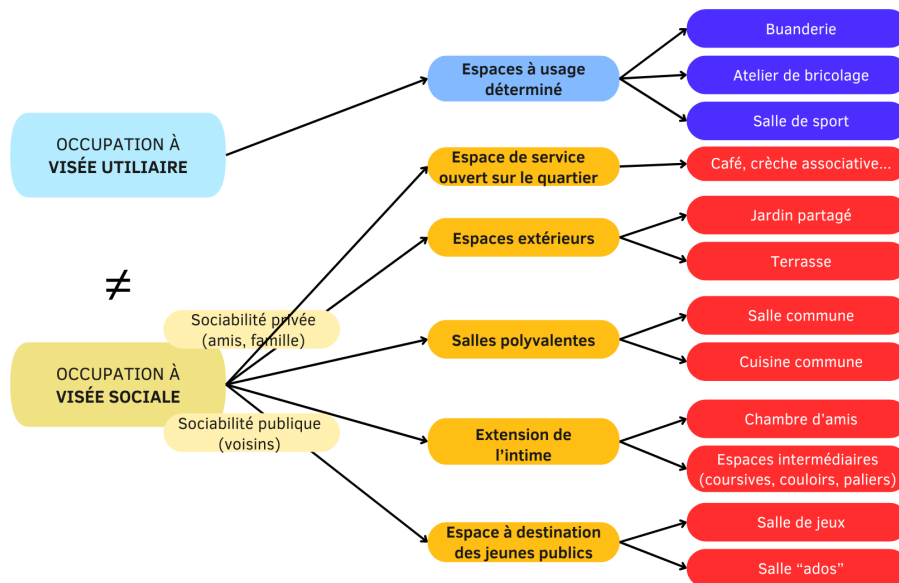 OCCUPATION À
VISÉE UTILIAIRE
≠
Sociabilité privée
(amis, famille)
OCCUPATION À
VISÉE SOCIALE
Sociabilité publique
(voisins)
Espaces à usage
déterminé
Espace de service
ouvert sur le quartier
Espaces extérieurs
Salles polyvalentes
Extension de
l'intime
Espace à destination
des jeunes publics
Buanderie
Atelier de bricolage
Salle de sport
Café, crèche associative...
Jardin partagé
Terrasse
Salle commune
Cuisine commune
Chambre d'amis
Espaces intermédiaires
(coursives, couloirs, paliers)
Salle de jeux
Salle “ados”